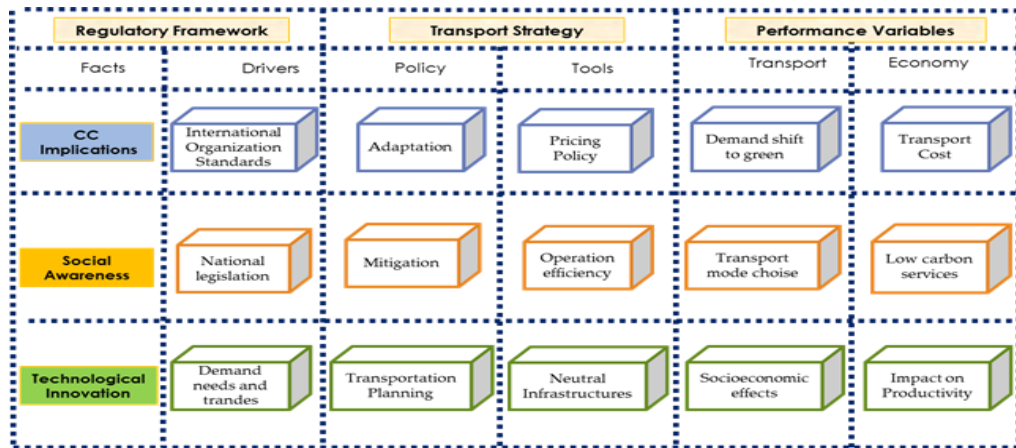 Regulatory Framework Transport Strategy Performance Variables
Facts Drivers Policy Tools Transport Economy
CC
Implications
International
Organization
Standards
Adaptation
Pricing
Policy
Demand shift
to green
Transport
Cost
Social
Awareness
National
legislation
Mitigation
Operation
efficiency
Transport
mode choise
Low carbon
services
Technological
Innovation
Demand
needs and
trandes
Transportation
Planning
Neutral
Infrastructures
Socioeconomic
effects
Impact on
Productivity